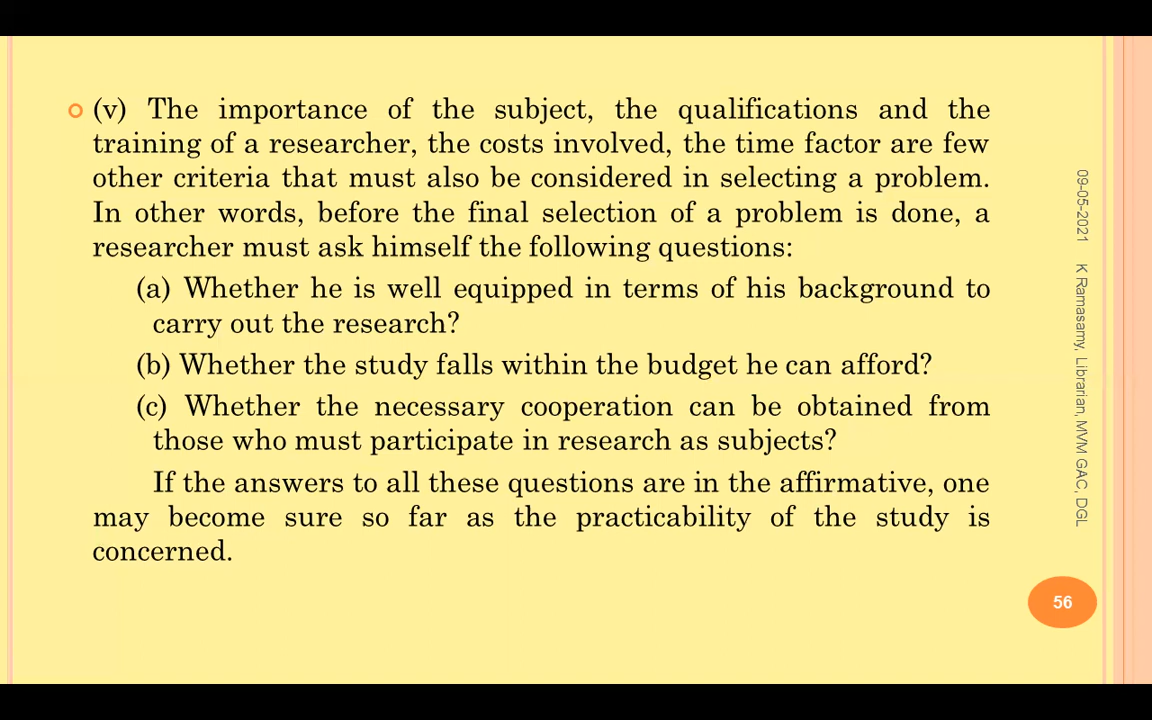 (v) The importance of the subject, the qualifications and the
training of a researcher, the costs involved, the time factor are few
other criteria that must also be considered in selecting a problem.
In other words, before the final selection of a problem is done, a
researcher must ask himself the following questions:
(a) Whether he is well equipped in terms of his background to
carry out the research?
(b) Whether the study falls within the budget he can afford?
(c) Whether the necessary cooperation can be obtained from
those who must participate in research as subjects?
If the answers to all these questions are in the affirmative, one
may become sure so far as the practicability of the study is
concerned.
09-05-2021 K Ramasamy, Librarian, MVM GAC, DGL
56